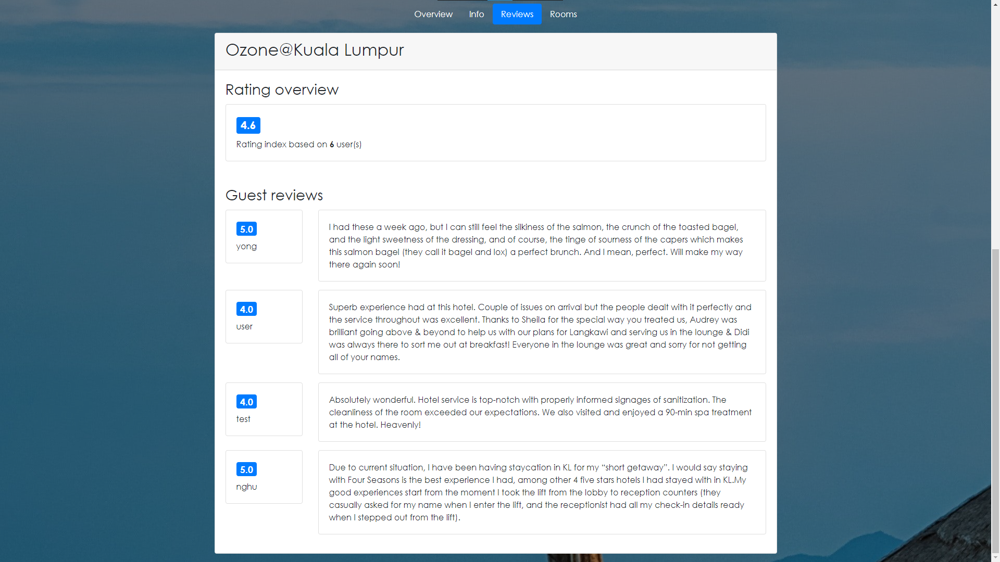 Overview Info Reviews Rooms
Ozone@Kuala Lumpur
Rating overview
4.6
Rating index based on 6 user(s)
Guest reviews
5.0
yong
I had these a week ago, but I can still feel the silkiness of the salmon, the crunch of the toasted bagel,
and the light sweetness of the dressing, and of course, the tinge of sourness of the capers which makes
this salmon bagel (they call it bagel and lox) a perfect brunch. And I mean, perfect. Will make my way
there again soon!
4.0
user
Superb experience had at this hotel. Couple of issues on arrival but the people dealt with it perfectly and
the service throughout was excellent. Thanks to Sheila for the special way you treated us, Audrey was
brilliant going above & beyond to help us with our plans for Langkawi and serving us in the lounge & Didi
was always there to sort me out at breakfast! Everyone in the lounge was great and sorry for not getting
all of your names.
4.0
test
Absolutely wonderful. Hotel service is top-notch with properly informed signages of sanitization. The
cleanliness of the room exceeded our expectations. We also visited and enjoyed a 90-min spa treatment
at the hotel. Heavenly!
5.0
nghu
Due to current situation, I have been having staycation in KL for my “short getaway”. I would say staying
with Four Seasons is the best experience I had, among other 4 five stars hotels I had stayed with in KL.My
good experiences start from the moment I took the lift from the lobby to reception counters (they
casually asked for my name when I enter the lift, and the receptionist had all my check-in details ready
when I stepped out from the lift).